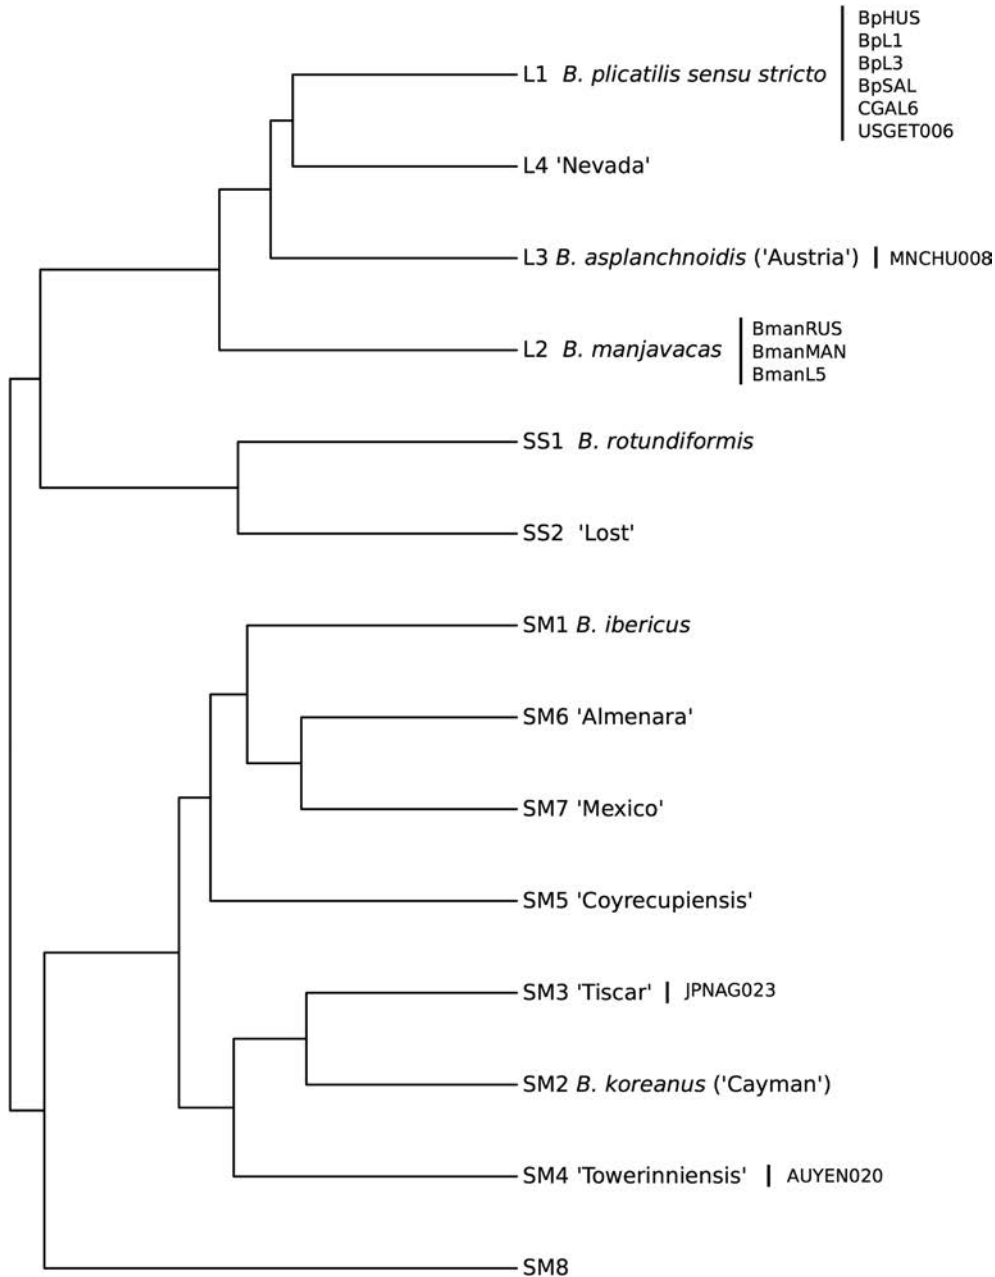 BpHUS
BpL1
BpL3
BpSAL
CGAL6
USGET006
L1 B. plicatilis sensu stricto
L4 'Nevada'
L3 B. asplanchnoidis ('Austria')
MNCHU008
BmanRUS
BmanMAN
BmanL5
L2 B. manjavacas
SS1 B. rotundiformis
SS2 'Lost'
SM1 B. ibericus
SM6 'Almenara'
SM7 'Mexico'
SM5 'Coyrecupiensis'
SM3 'Tiscar'
JPNAG023
SM2 B. koreanus ('Cayman')
SM4 'Towerinniensis'
AUYEN020
SM8